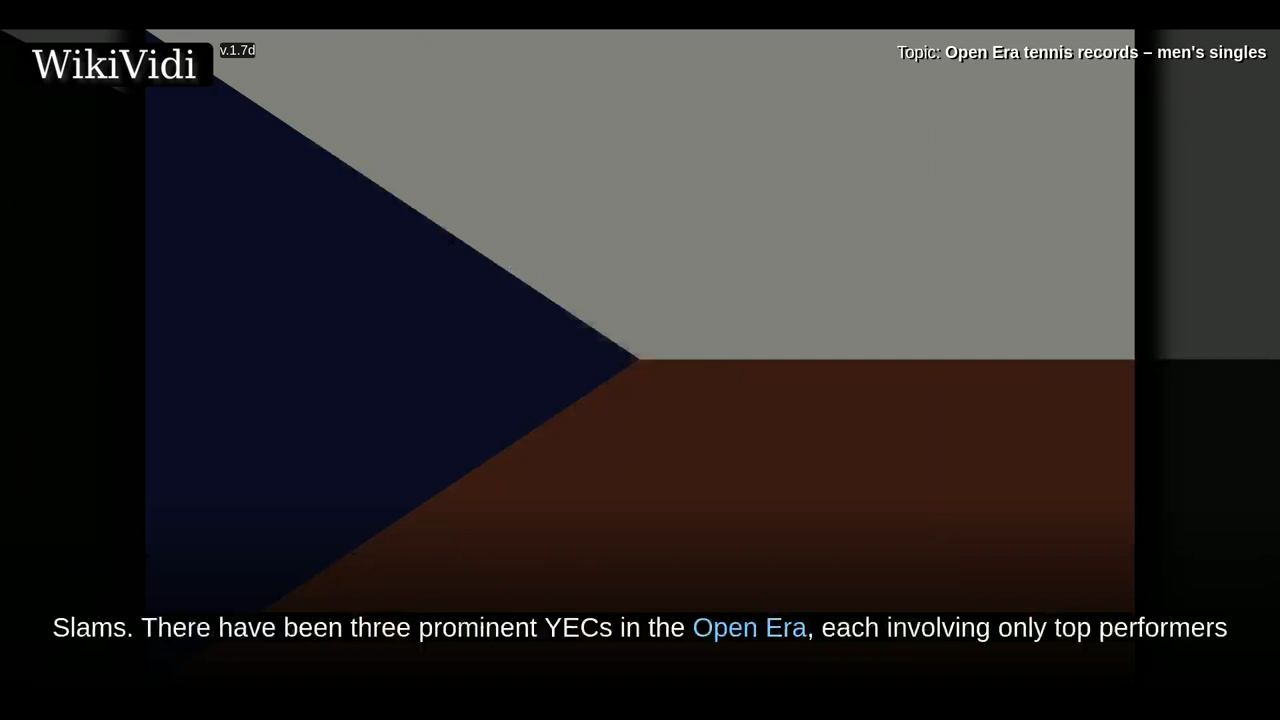 WikiVidi
v.1.7d
Topic: Open Era tennis records – men's singles
Slams. There have been three prominent YECs in the Open Era, each involving only top performers